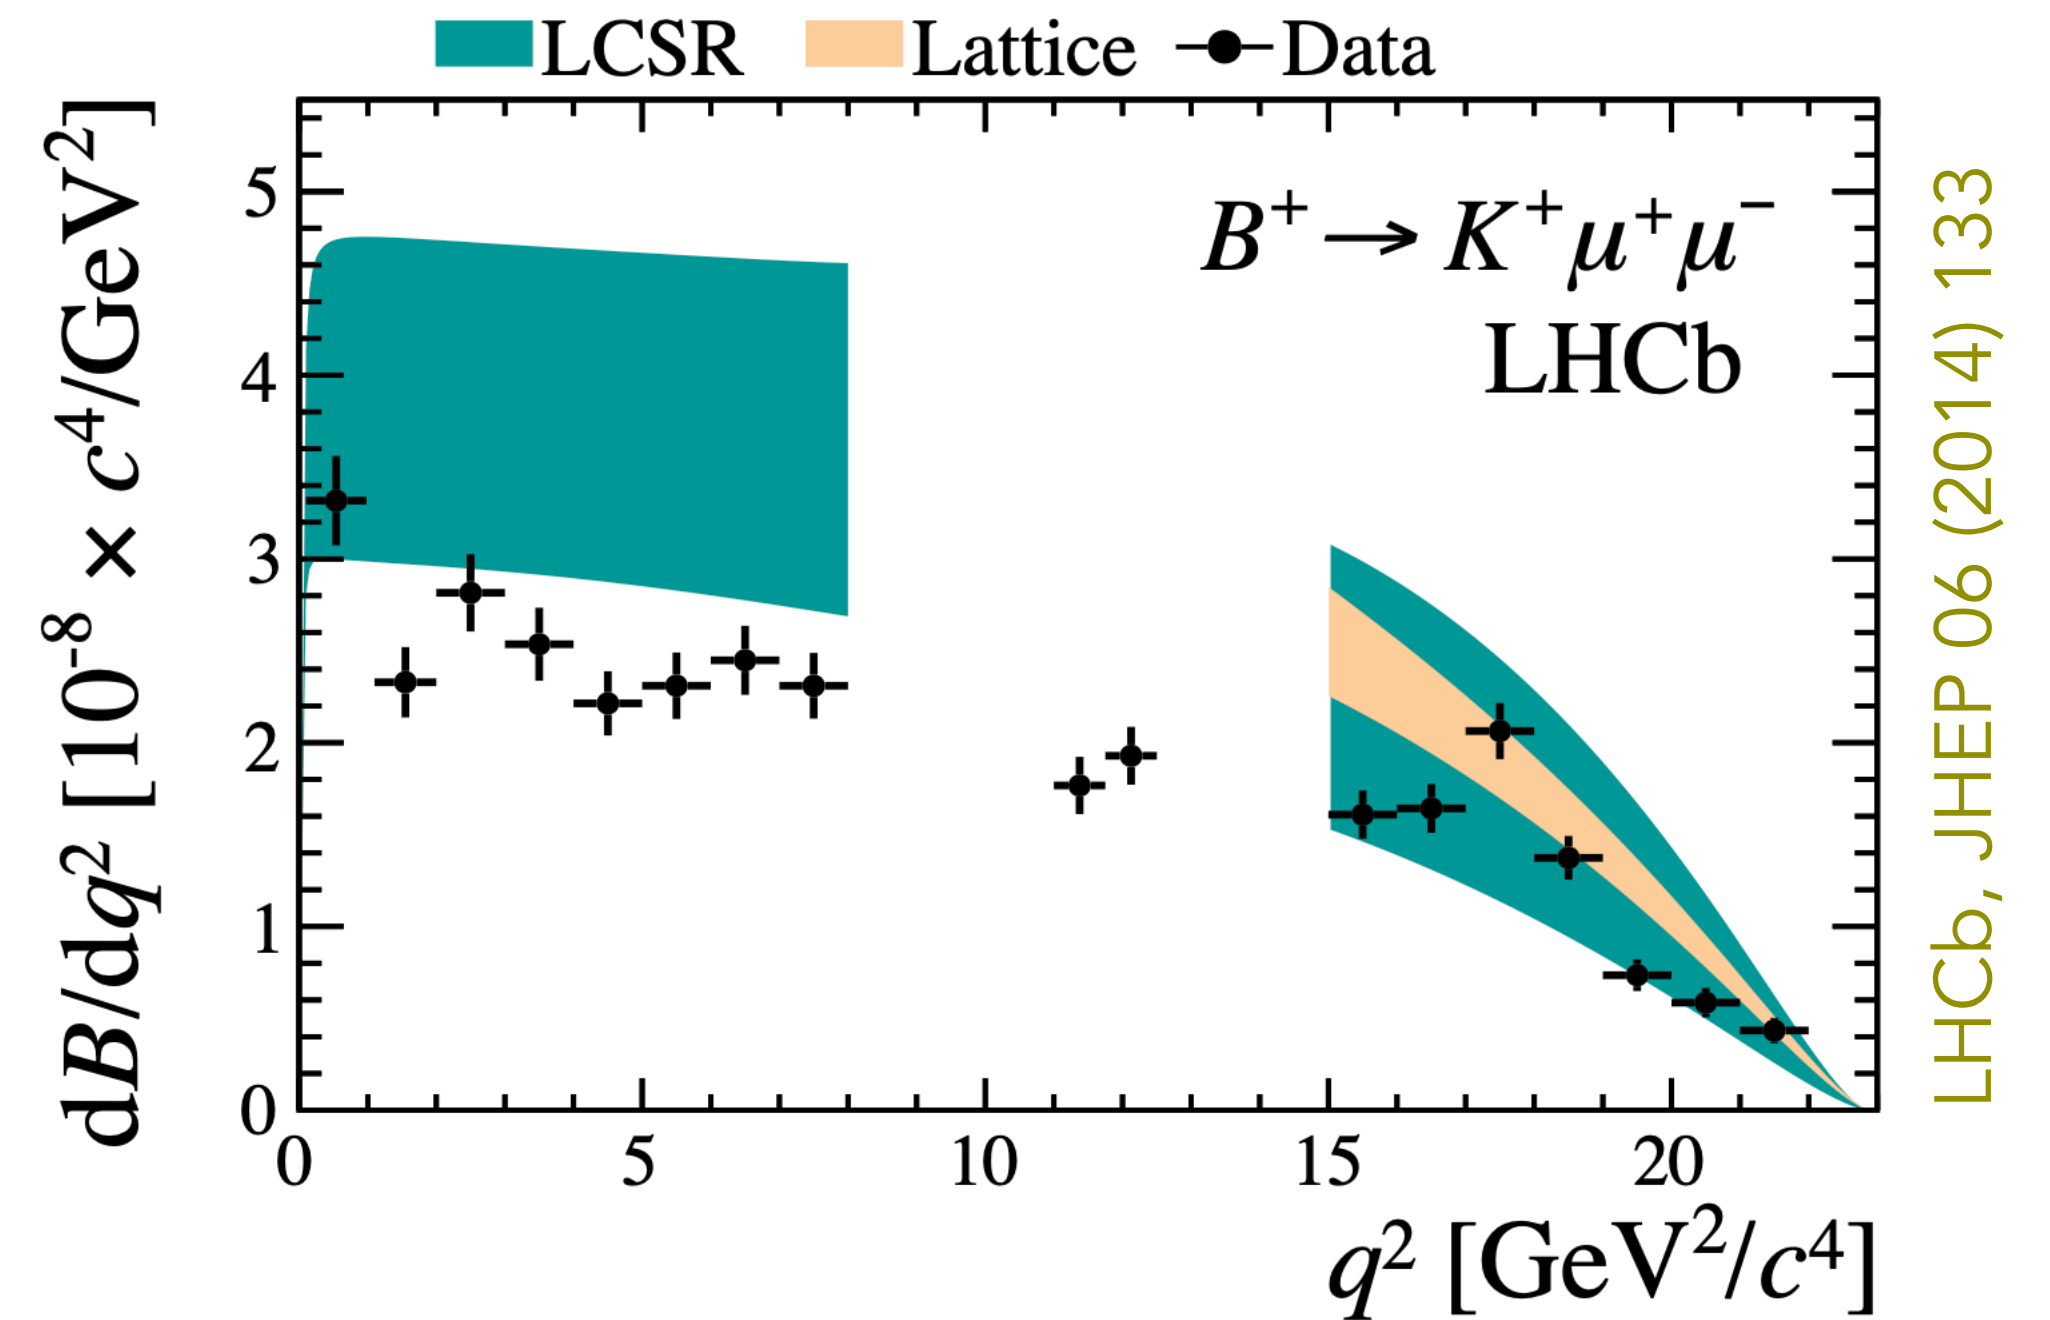 LCSR Lattice Data
dB/dq² [10⁻⁸ × c⁴/GeV²]
5
4
3
2
1
0
B⁺ → K⁺μ⁺μ⁻
LHCb
0 5 10 15 20
q² [GeV²/c⁴]
LHCb, JHEP 06 (2014) 133